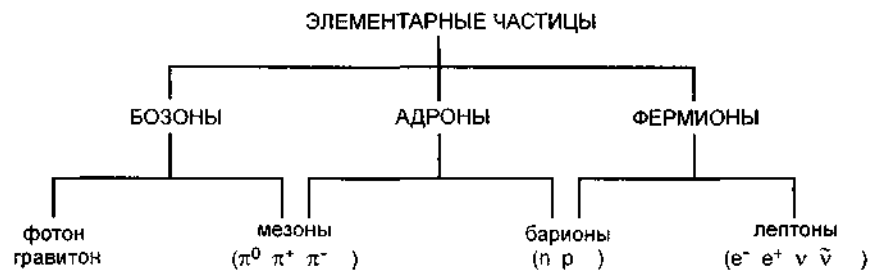 ЭЛЕМЕНТАРНЫЕ ЧАСТИЦЫ
БОЗОНЫ АДРОНЫ ФЕРМИОНЫ
фотон мезоны барионы лептоны
гравитон (π⁰ π⁺ π⁻ ) (n p ) (e⁻ e⁺ ν ν̃ )